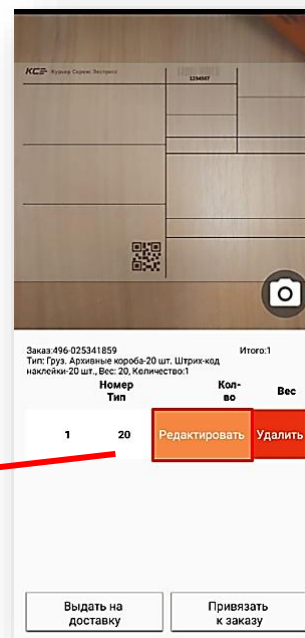 КСЭ- Курьер Сервис Экспресс
1234567
Заказ:496-025341859 Итого:1
Тип: Груз. Архивные короба-20 шт. Штрих-код
наклейки-20 шт., Вес: 20, Количество:1
Номер Кол-
Тип во Вес
1 20 Редактировать Удалить
Выдать на Привязать
доставку к заказу